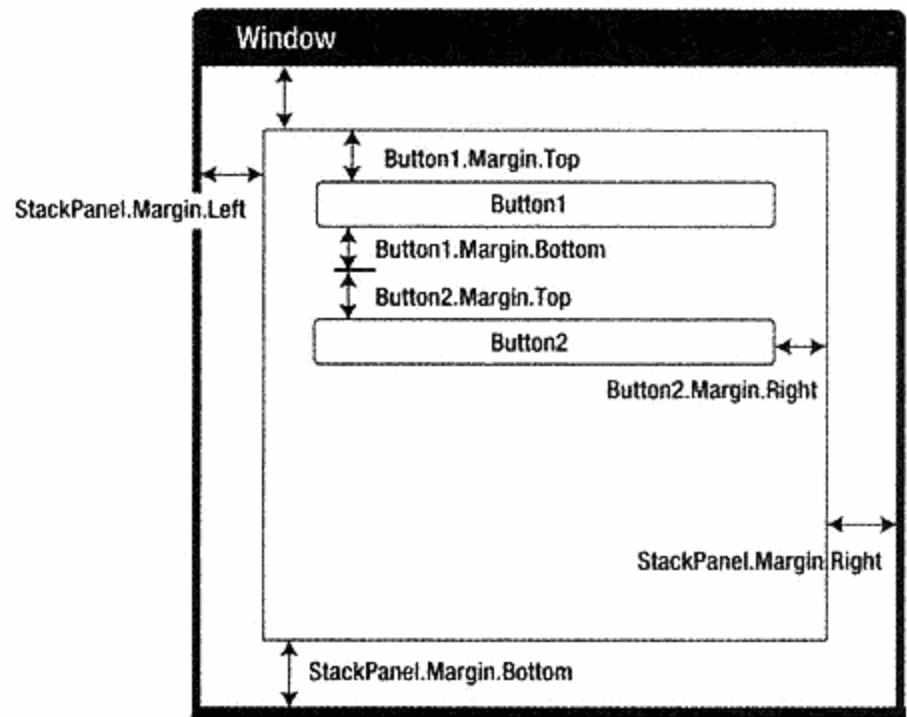 Window
Button1.Margin.Top
StackPanel.Margin.Left
Button1
Button1.Margin.Bottom
Button2.Margin.Top
Button2
Button2.Margin.Right
StackPanel.Margin.Right
StackPanel.Margin.Bottom